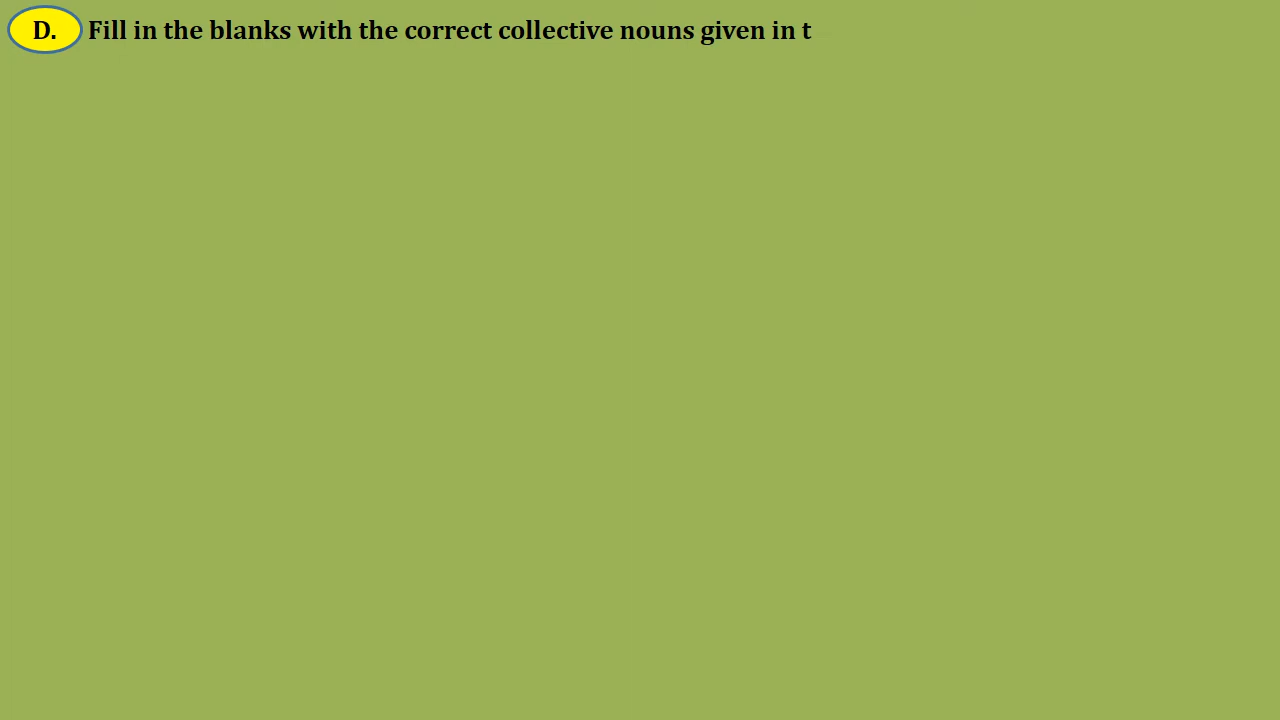 D. Fill in the blanks with the correct collective nouns given in t